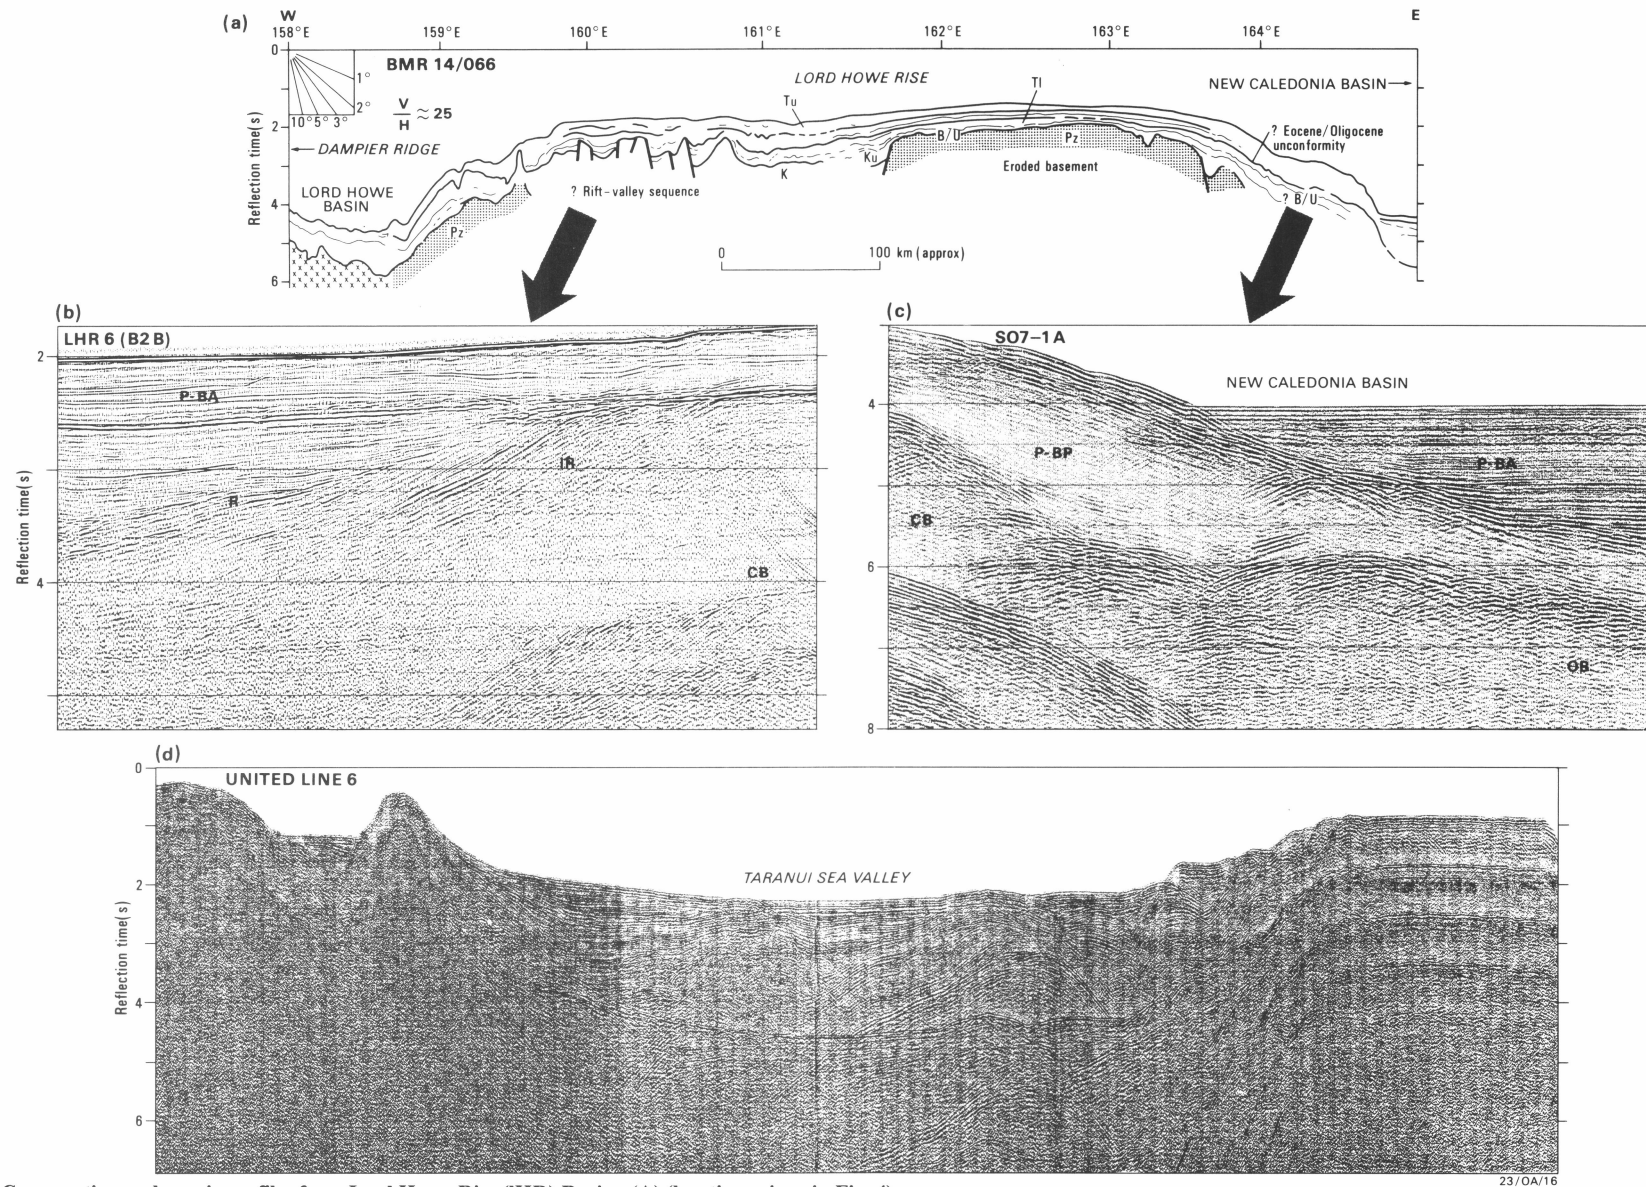 (a)
W
E
158°E 159°E 160°E 161°E 162°E 163°E 164°E
0
BMR 14/066
1°
2°
10° 5° 3°
V/H ≈ 25
LORD HOWE RISE
NEW CALEDONIA BASIN →
Tu
Tl
2
← DAMPIER RIDGE
B/U
Pz
? Eocene/Oligocene
unconformity
Ku
K
Eroded basement
? Rift-valley sequence
LORD HOWE
BASIN
? B/U
4
Pz
0 100 km (approx)
6
Reflection time(s)
(b)
LHR 6 (B2B)
2
P-BA
IR
R
CB
4
Reflection time(s)
(c)
SO7-1A
NEW CALEDONIA BASIN
4
P-BP
P-BA
CB
6
OB
8
(d)
0
UNITED LINE 6
TARANUI SEA VALLEY
2
4
6
Reflection time(s)
23/OA/16